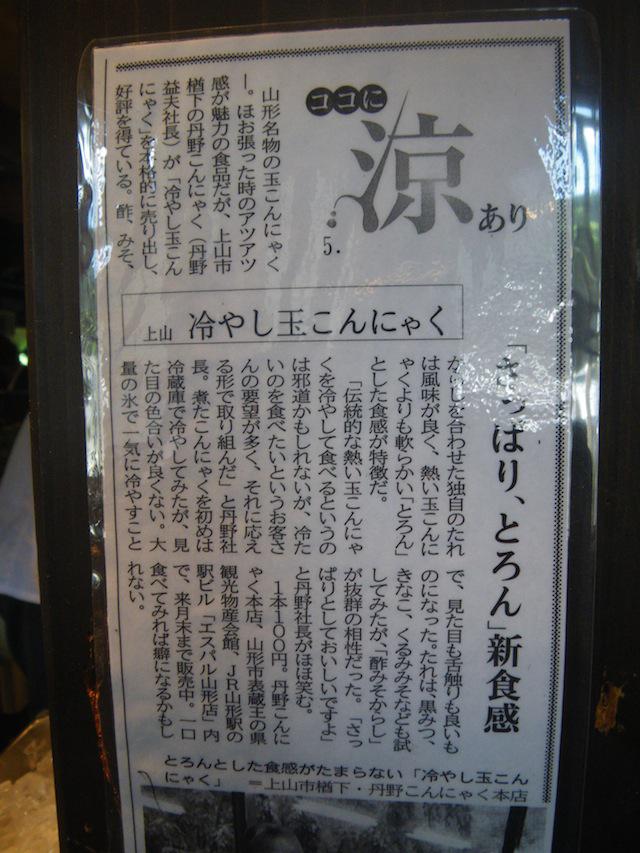 ココに
涼
あり
5.
山形名物の玉こんにゃく
ー。ほお張った時のアツアツ
感が魅力の食品だが、上山市
楢下の丹野こんにゃく（丹野
益夫社長）が「冷やし玉こん
にゃく」を本格的に売り出し、
好評を得ている。酢、みそ、
上山 冷やし玉こんにゃく
「さっぱり、とろん」新食感
からしを合わせた独自のたれ
は風味が良く、熱い玉こんに
ゃくよりも軟らかい「とろん」
とした食感が特徴だ。
「伝統的な熱い玉こんにゃ
くを冷やして食べるというの
は邪道かもしれないが、冷た
いのを食べたいというお客さ
んの要望が多く、それに応え
る形で取り組んだ」と丹野社
長。煮たこんにゃくを初めは
冷蔵庫で冷やしてみたが、見
た目の色合いが良くない。大
量の氷で一気に冷やすこと
で、見た目も舌触りも良いも
のになった。たれは、黒みつ、
きなこ、くるみみそなども試
してみたが、「酢みそからし」
が抜群の相性だった。「さっ
ぱりとしておいしいですよ」
と丹野社長がほほ笑む。
1本100円。丹野こんに
ゃく本店、山形市表蔵王の県
観光物産会館、JR山形駅の
駅ビル「エスパル山形店」内
で、来月末まで販売中。一口
食べてみれば癖になるかもし
れない。
とろんとした食感がたまらない「冷やし玉こん
にゃく」 ＝上山市楢下・丹野こんにゃく本店